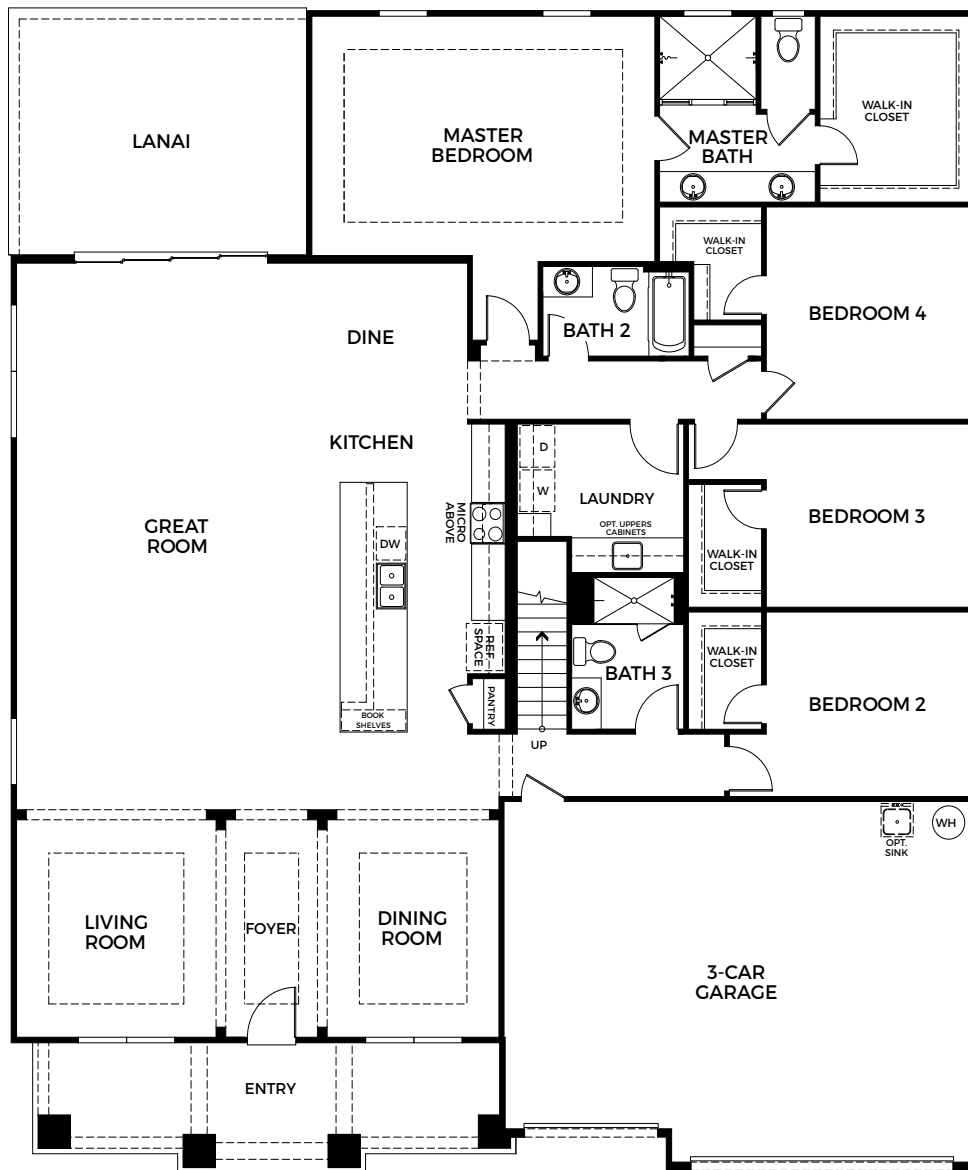 LANAI
MASTER
BEDROOM
MASTER
BATH
WALK-IN
CLOSET
WALK-IN
CLOSET
BEDROOM 4
BATH 2
DINE
KITCHEN
GREAT
ROOM
MICRO
ABOVE
DW
D
W
LAUNDRY
OPT. UPPERS
CABINETS
BEDROOM 3
WALK-IN
CLOSET
WALK-IN
CLOSET
BEDROOM 2
BATH 3
REF.
SPACE
PANTRY
BOOK
SHELVES
UP
OPT.
SINK
WH
LIVING
ROOM
FOYER
DINING
ROOM
3-CAR
GARAGE
ENTRY